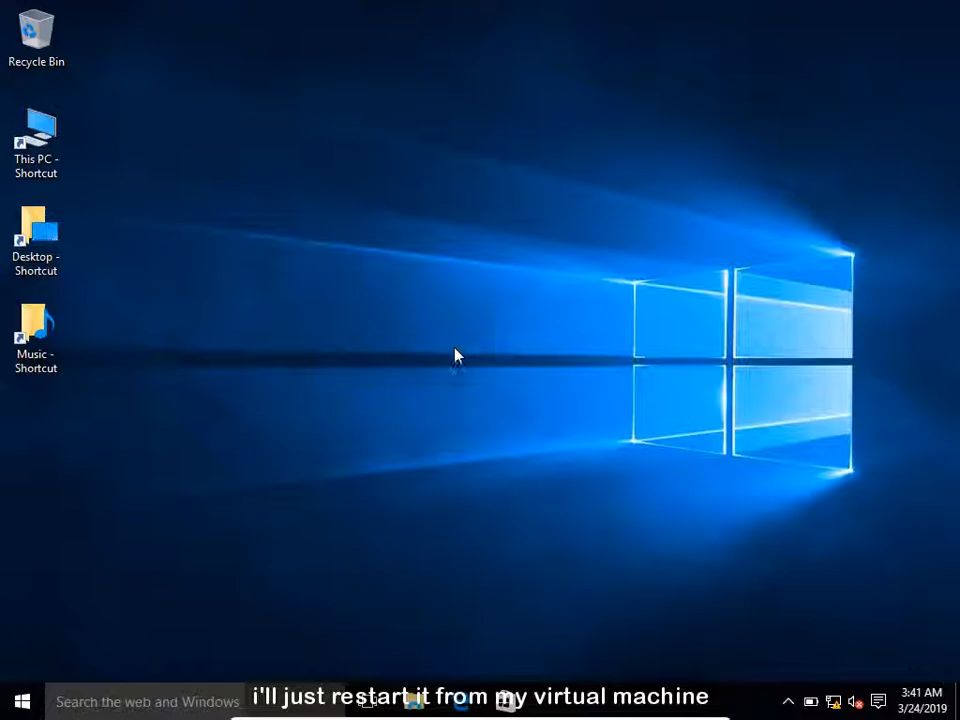 Recycle Bin
This PC -
Shortcut
Desktop -
Shortcut
Music -
Shortcut
Search the web and Windows
i'll just restart it from my virtual machine
3:41 AM
3/24/2019